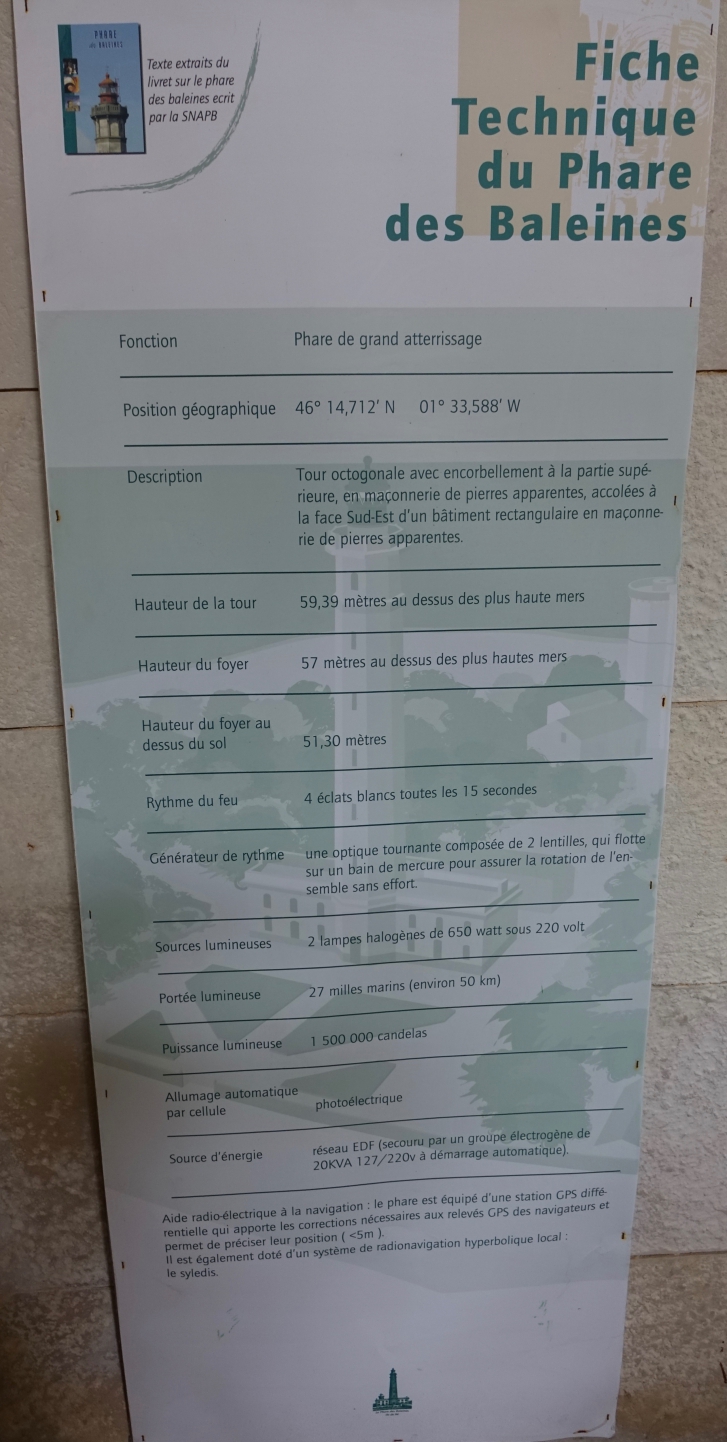 PHARE
DES BALEINES
Texte extraits du
livret sur le phare
des baleines ecrit
par la SNAPB
Fiche
Technique
du Phare
des Baleines
Fonction Phare de grand atterrissage
Position géographique 46° 14,712' N 01° 33,588' W
Description Tour octogonale avec encorbellement à la partie supé-
rieure, en maçonnerie de pierres apparentes, accolées à
la face Sud-Est d'un bâtiment rectangulaire en maçonne-
rie de pierres apparentes.
Hauteur de la tour 59,39 mètres au dessus des plus haute mers
Hauteur du foyer 57 mètres au dessus des plus hautes mers
Hauteur du foyer au
dessus du sol 51,30 mètres
Rythme du feu 4 éclats blancs toutes les 15 secondes
Générateur de rythme une optique tournante composée de 2 lentilles, qui flotte
sur un bain de mercure pour assurer la rotation de l'en-
semble sans effort.
Sources lumineuses 2 lampes halogènes de 650 watt sous 220 volt
Portée lumineuse 27 milles marins (environ 50 km)
Puissance lumineuse 1 500 000 candelas
Allumage automatique
par cellule photoélectrique
Source d'énergie réseau EDF (secouru par un groupe électrogène de
20KVA 127/220v à démarrage automatique).
Aide radio-électrique à la navigation : le phare est équipé d'une station GPS diffé-
rentielle qui apporte les corrections nécessaires aux relevés GPS des navigateurs et
permet de préciser leur position ( <5m ).
Il est également doté d'un système de radionavigation hyperbolique local :
le syledis.